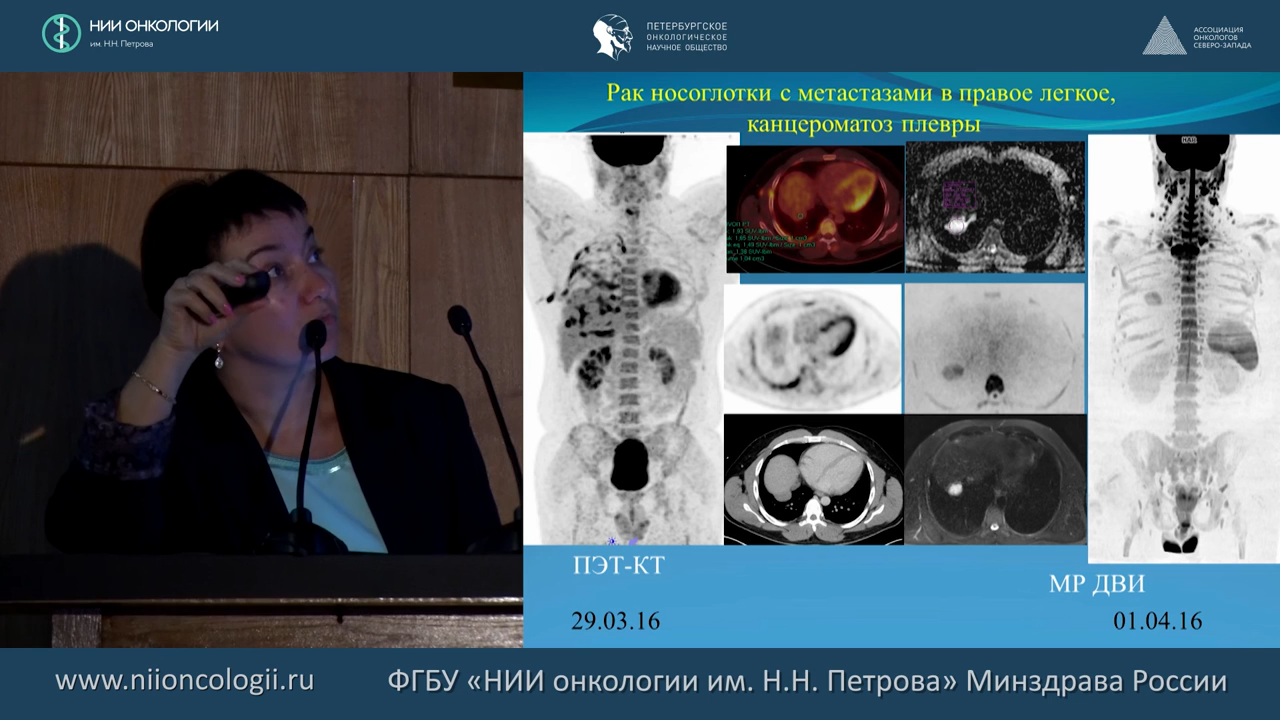 НИИ ОНКОЛОГИИ
им. Н.Н. Петрова
ПЕТЕРБУРГСКОЕ
ОНКОЛОГИЧЕСКОЕ
НАУЧНОЕ ОБЩЕСТВО
АССОЦИАЦИЯ
ОНКОЛОГОВ
СЕВЕРО-ЗАПАДА
Рак носоглотки с метастазами в правое легкое,
канцероматоз плевры
ПЭТ-КТ
29.03.16
МР ДВИ
01.04.16
www.niioncologii.ru
ФГБУ «НИИ онкологии им. Н.Н. Петрова» Минздрава России